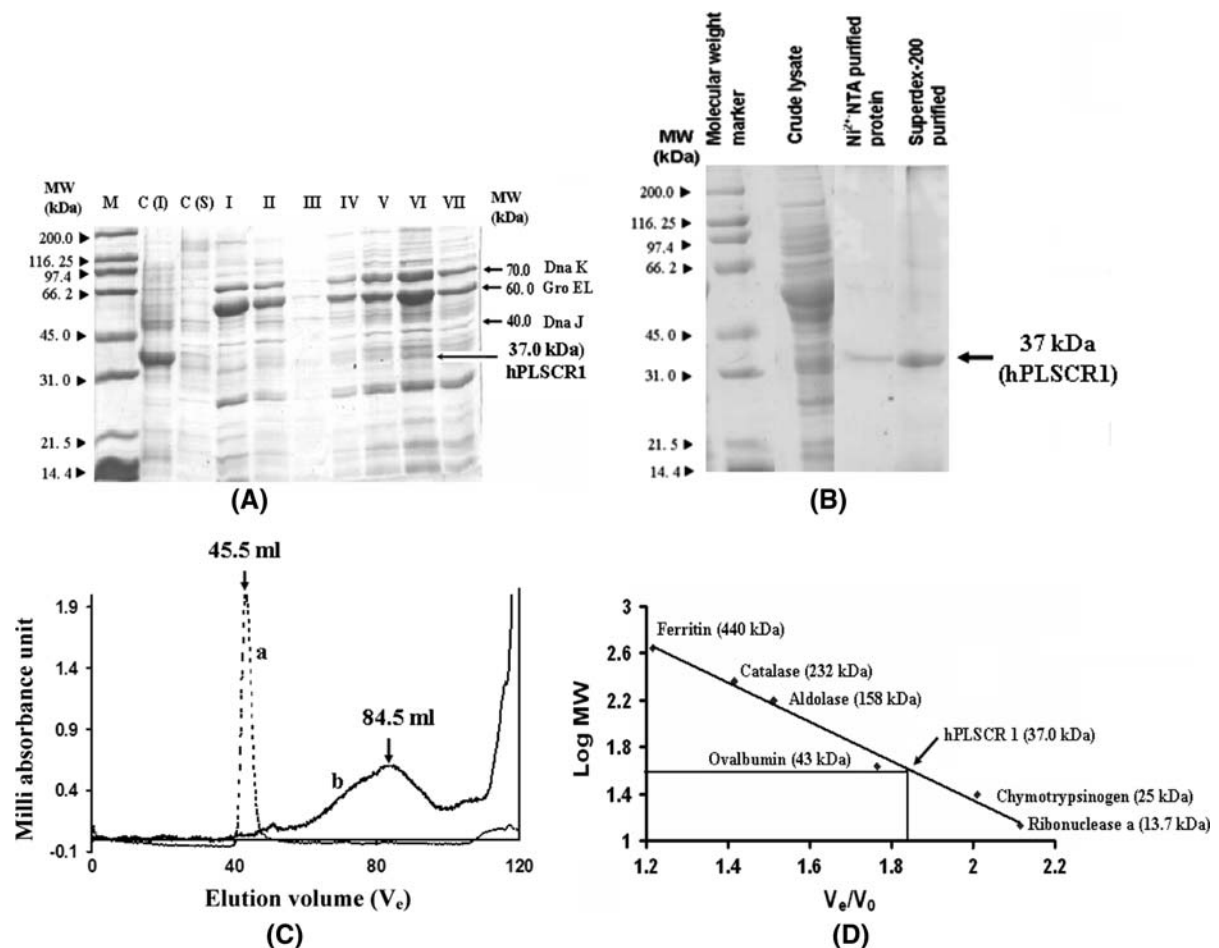 MW
(kDa)
M C (I) C (S) I II III IV V VI VII
MW
(kDa)
200.0
116.25
97.4
66.2
45.0
31.0
21.5
14.4
70.0 Dna K
60.0 Gro EL
40.0 Dna J
37.0 kDa)
hPLSCR1
(A)
MW
(kDa)
Molecular weight
marker
Crude lysate
Ni2+-NTA purified
protein
Superdex-200
purified
200.0
116.25
97.4
66.2
45.0
31.0
21.5
14.4
37 kDa
(hPLSCR1)
(B)
45.5 ml
a
84.5 ml
b
Milli absorbance unit
1.9
1.4
0.9
0.4
-0.1
0 40 80 120
Elution volume (Ve)
(C)
Log MW
3
2.6
2.2
1.8
1.4
1
Ferritin (440 kDa)
Catalase (232 kDa)
Aldolase (158 kDa)
hPLSCR 1 (37.0 kDa)
Ovalbumin (43 kDa)
Chymotrypsinogen (25 kDa)
Ribonuclease a (13.7 kDa)
1.2 1.4 1.6 1.8 2 2.2
Ve/V0
(D)